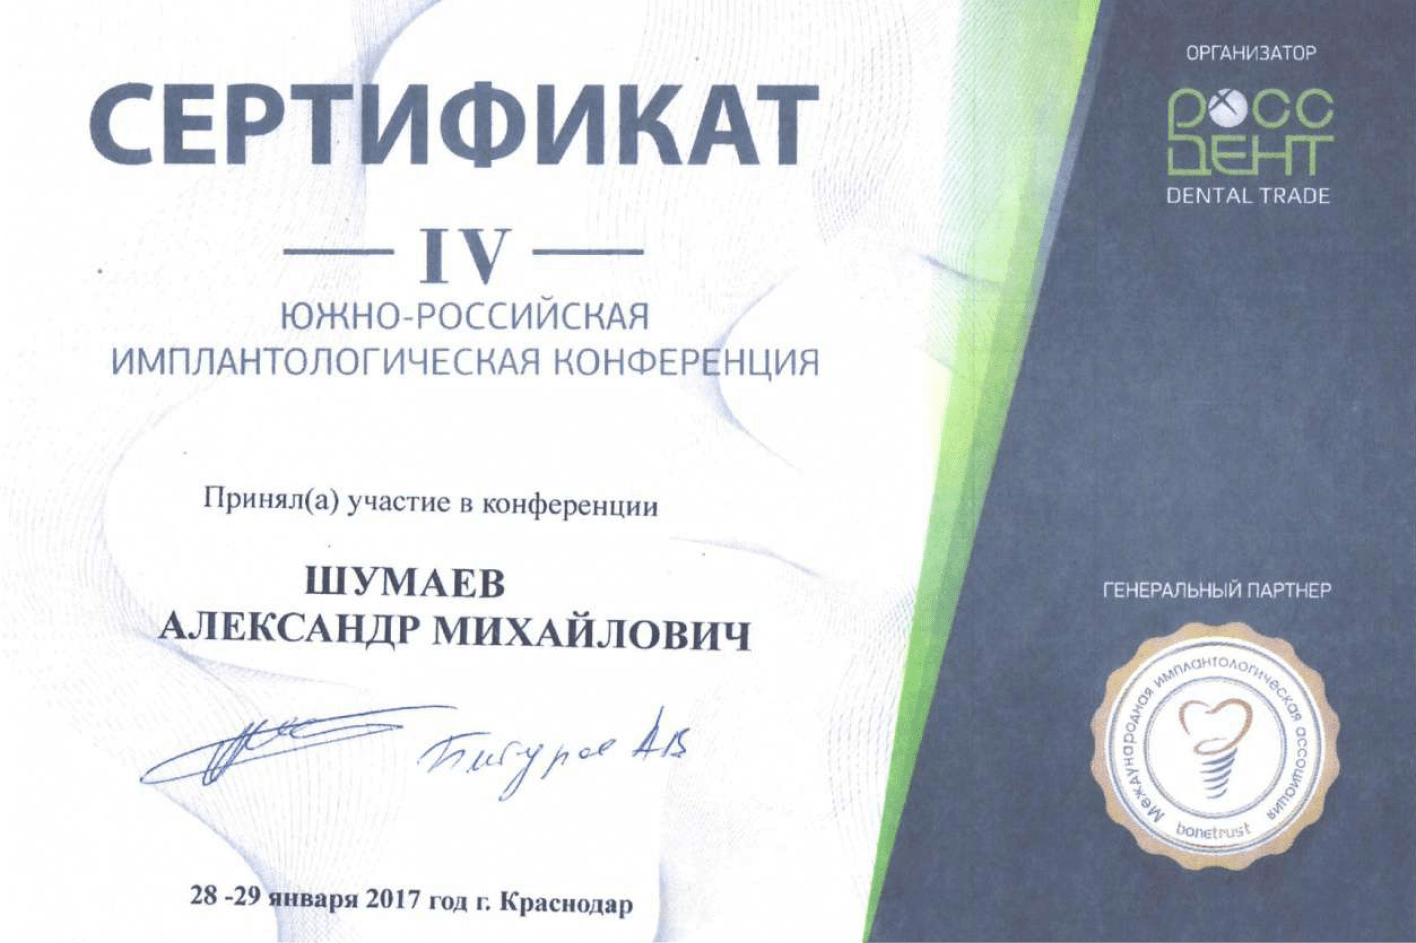 СЕРТИФИКАТ
IV
ЮЖНО-РОССИЙСКАЯ
ИМПЛАНТОЛОГИЧЕСКАЯ КОНФЕРЕНЦИЯ
Принял(а) участие в конференции
ШУМАЕВ
АЛЕКСАНДР МИХАЙЛОВИЧ
АВ
28 -29 января 2017 год г. Краснодар
ОРГАНИЗАТОР
РОСС
ДЕНТ
DENTAL TRADE
ГЕНЕРАЛЬНЫЙ ПАРТНЕР
Международная имплантологическая ассоциация
bonetrust